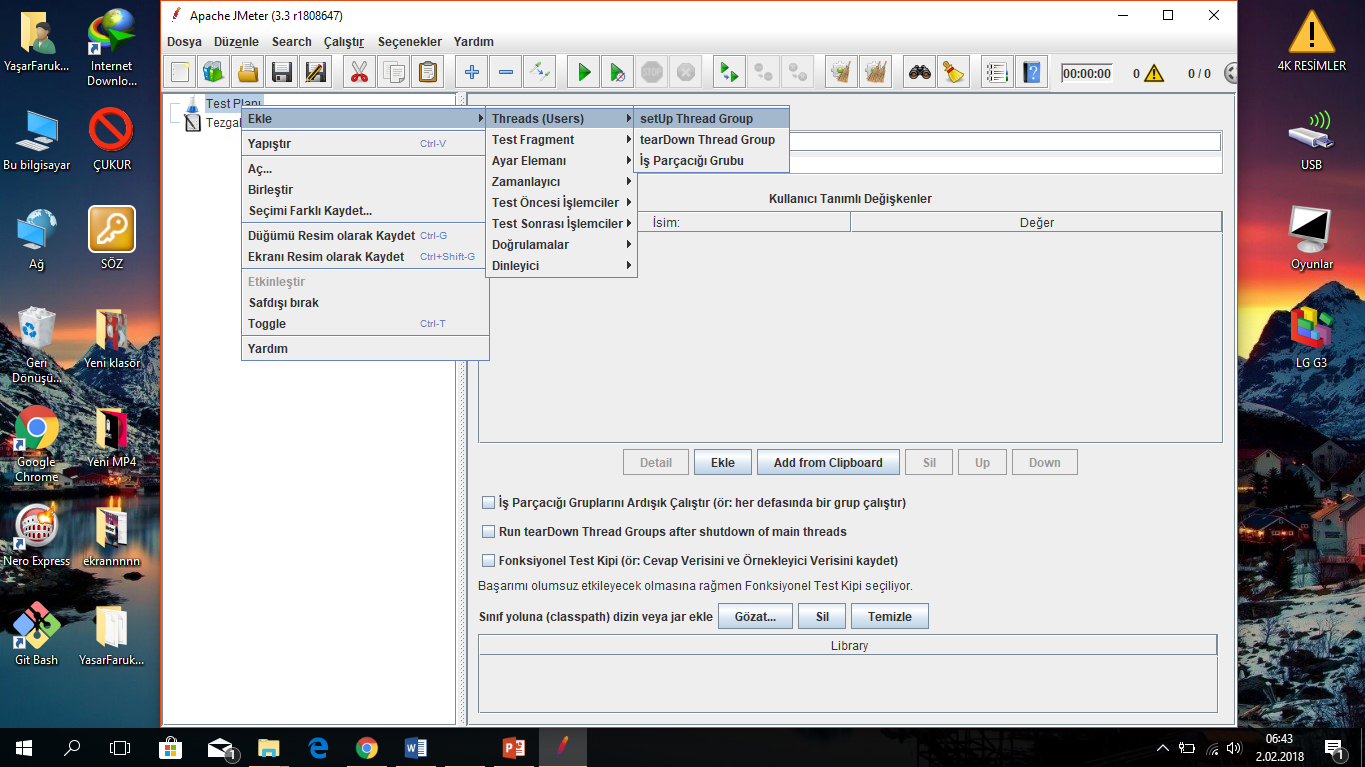 Apache JMeter (3.3 r1808647)
Dosya Düzenle Search Çalıştır Seçenekler Yardım
00:00:00 0 0 / 0
Test Planı
Ekle
Yapıştır Ctrl-V
Aç...
Birleştir
Seçimi Farklı Kaydet...
Düğümü Resim olarak Kaydet Ctrl-G
Ekranı Resim olarak Kaydet Ctrl+Shift-G
Etkinleştir
Safdışı bırak
Toggle Ctrl-T
Yardım
Threads (Users)
Test Fragment
Ayar Elemanı
Zamanlayıcı
Test Öncesi İşlemciler
Test Sonrası İşlemciler
Doğrulamalar
Dinleyici
setUp Thread Group
tearDown Thread Group
İş Parçacığı Grubu
Kullanıcı Tanımlı Değişkenler
İsim: Değer
Detail Ekle Add from Clipboard Sil Up Down
İş Parçacığı Gruplarını Ardışık Çalıştır (ör: her defasında bir grup çalıştır)
Run tearDown Thread Groups after shutdown of main threads
Fonksiyonel Test Kipi (ör: Cevap Verisini ve Örnekleyici Verisini kaydet)
Başarımı olumsuz etkileyecek olmasına rağmen Fonksiyonel Test Kipi seçiliyor.
Sınıf yoluna (classpath) dizin veya jar ekle Gözat... Sil Temizle
Library
YaşarFaruk...
Internet
Downlo...
Bu bilgisayar
ÇUKUR
Ağ
SÖZ
Geri
Dönüşü...
Yeni klasör
Google
Chrome
Yeni MP4
Nero Express
ekrannnnn
Git Bash
YasarFaruk...
4K RESİMLER
USB
Oyunlar
LG G3
1
06:43
2.02.2018
1